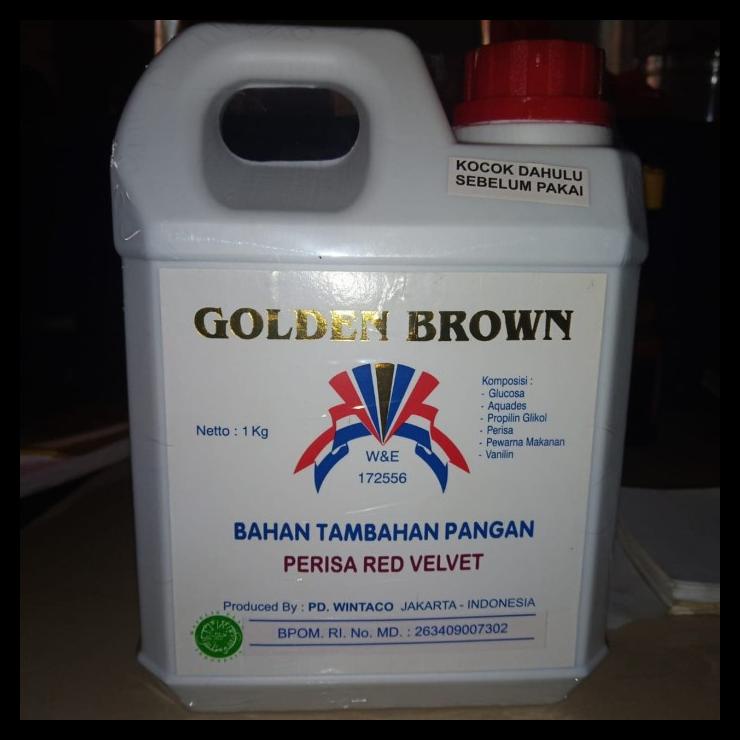 KOCOK DAHULU
SEBELUM PAKAI
GOLDEN BROWN
Netto : 1 Kg
W&E
172556
Komposisi :
- Glucosa
- Aquades
- Propilin Glikol
- Perisa
- Pewarna Makanan
- Vanilin
BAHAN TAMBAHAN PANGAN
PERISA RED VELVET
Produced By : PD. WINTACO JAKARTA - INDONESIA
BPOM. RI. No. MD. : 263409007302